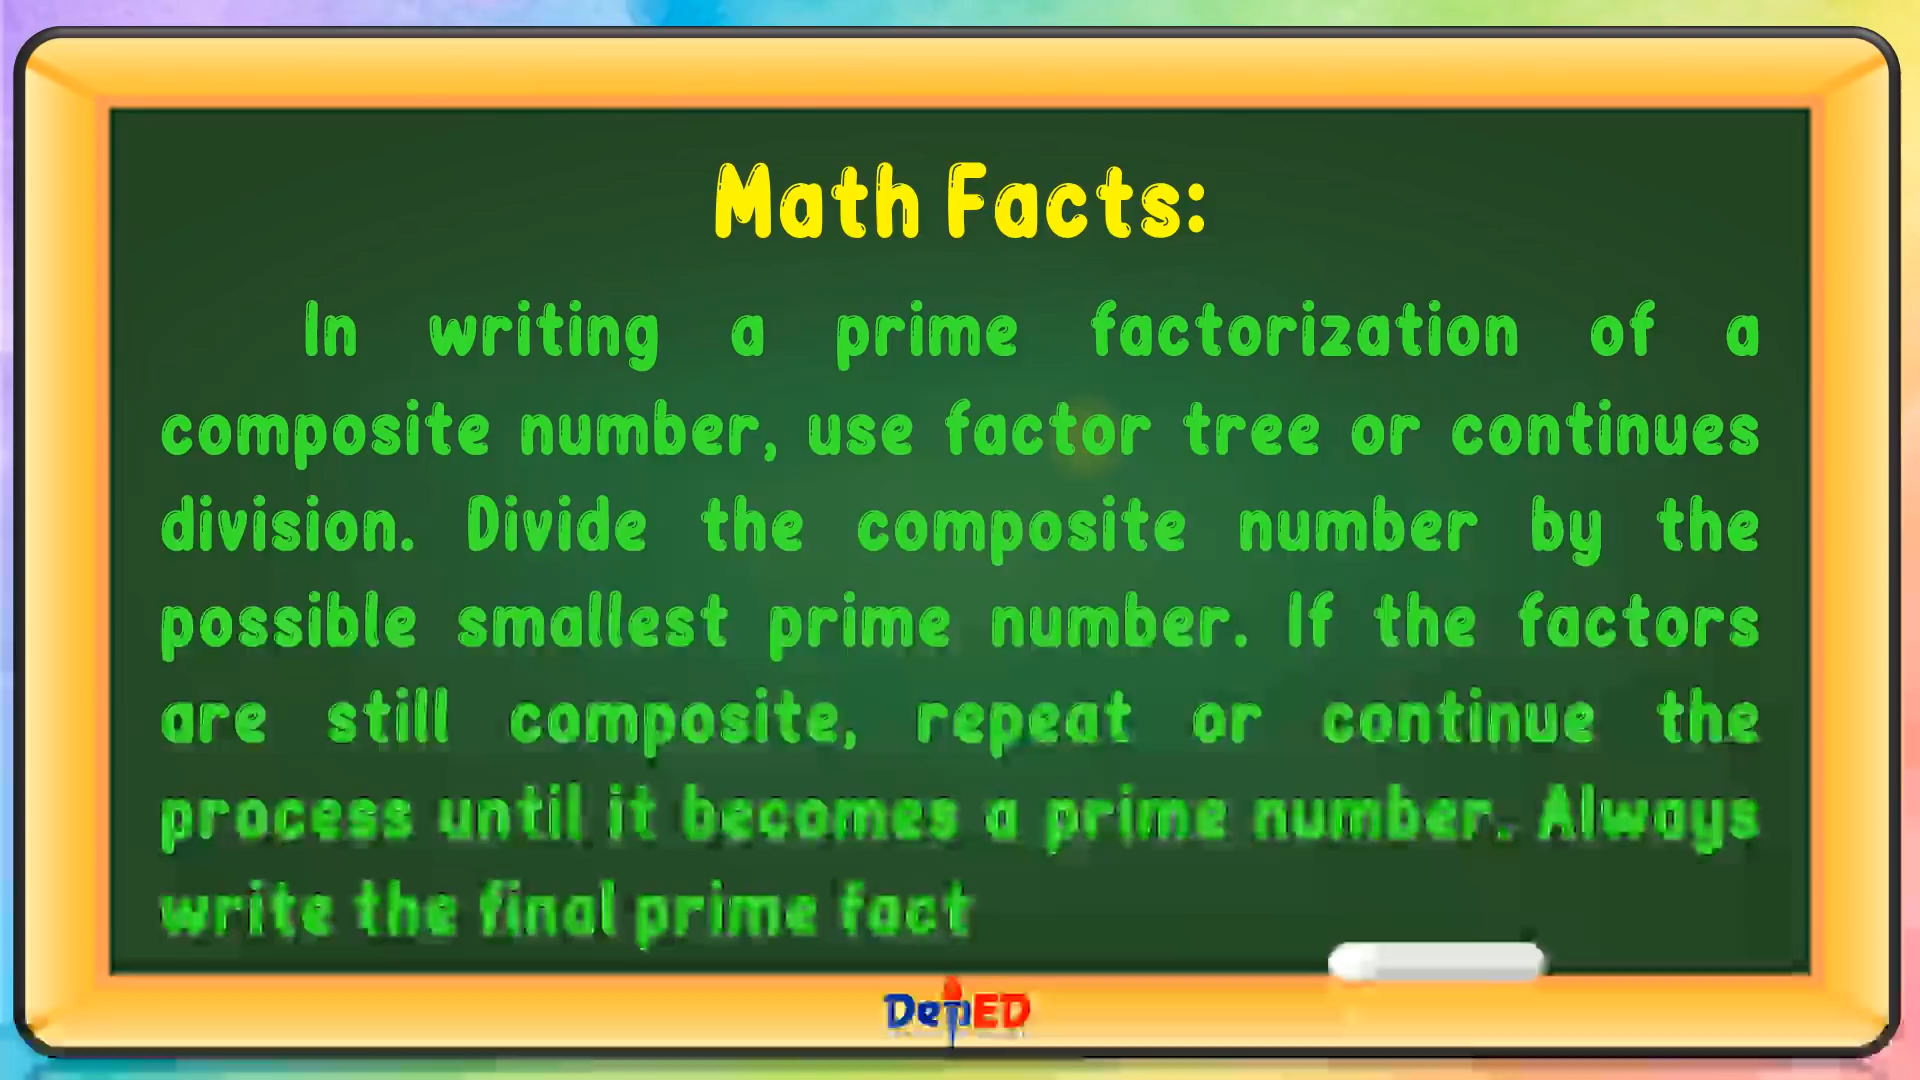 Math Facts:
In writing a prime factorization of a
composite number, use factor tree or continues
division. Divide the composite number by the
possible smallest prime number. If the factors
are still composite, repeat or continue the
process until it becomes a prime number. Always
write the final prime fact
DepED